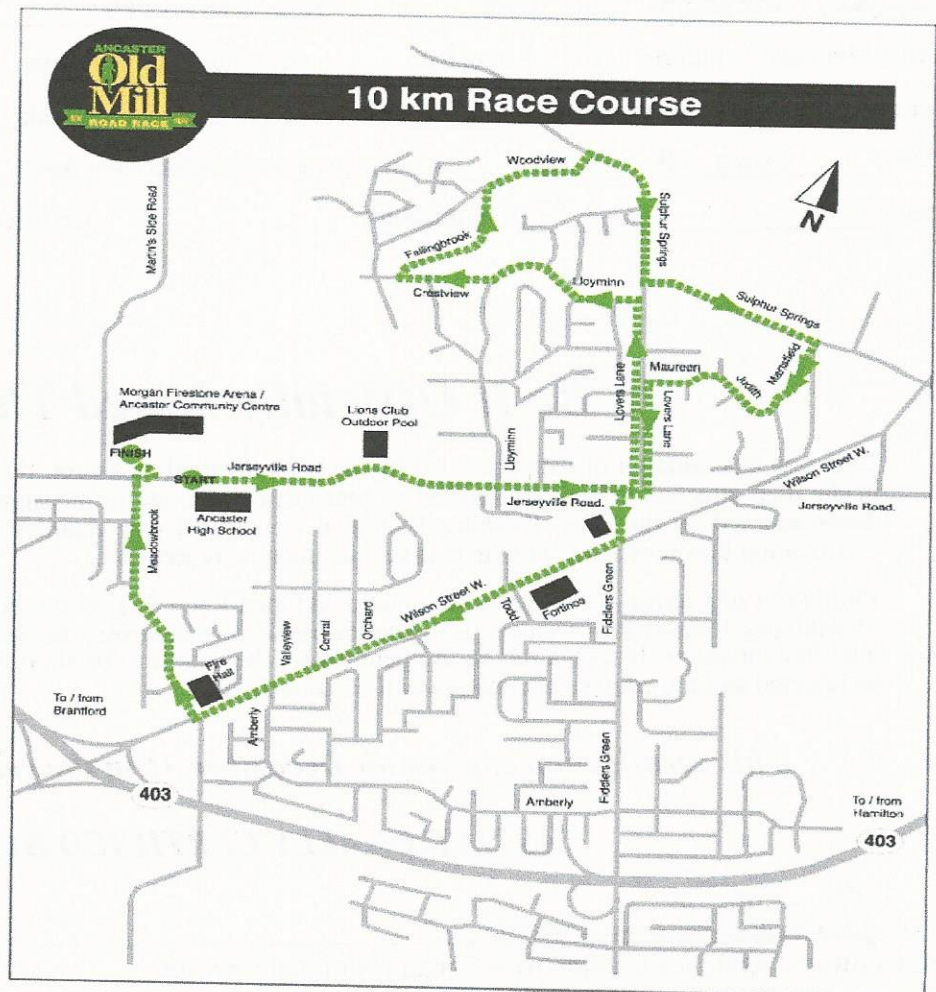 ANCASTER
Old
Mill
ROAD RACE
10 km Race Course
Woodview
Martin's Side Road
Sulphur Springs
N
Fallingbrook
Lloyminn
Crestview
Sulphur Springs
Mansfield
Maureen
Judith
Lovers Lane
Lovers Lane
Morgan Firestone Arena /
Ancaster Community Centre
Lions Club
Outdoor Pool
FINISH
START
Jerseyville Road
Lloyminn
Wilson Street W.
Jerseyville Road.
Jerseyville Road.
Ancaster
High School
Meadowbrook
Wilson Street W.
Todd
Fortinos
Fiddlers Green
Valleyview
Central
Orchard
Fire
Hall
To / from
Brantford
Amberly
Fiddlers Green
403
Amberly
To / from
Hamilton
403